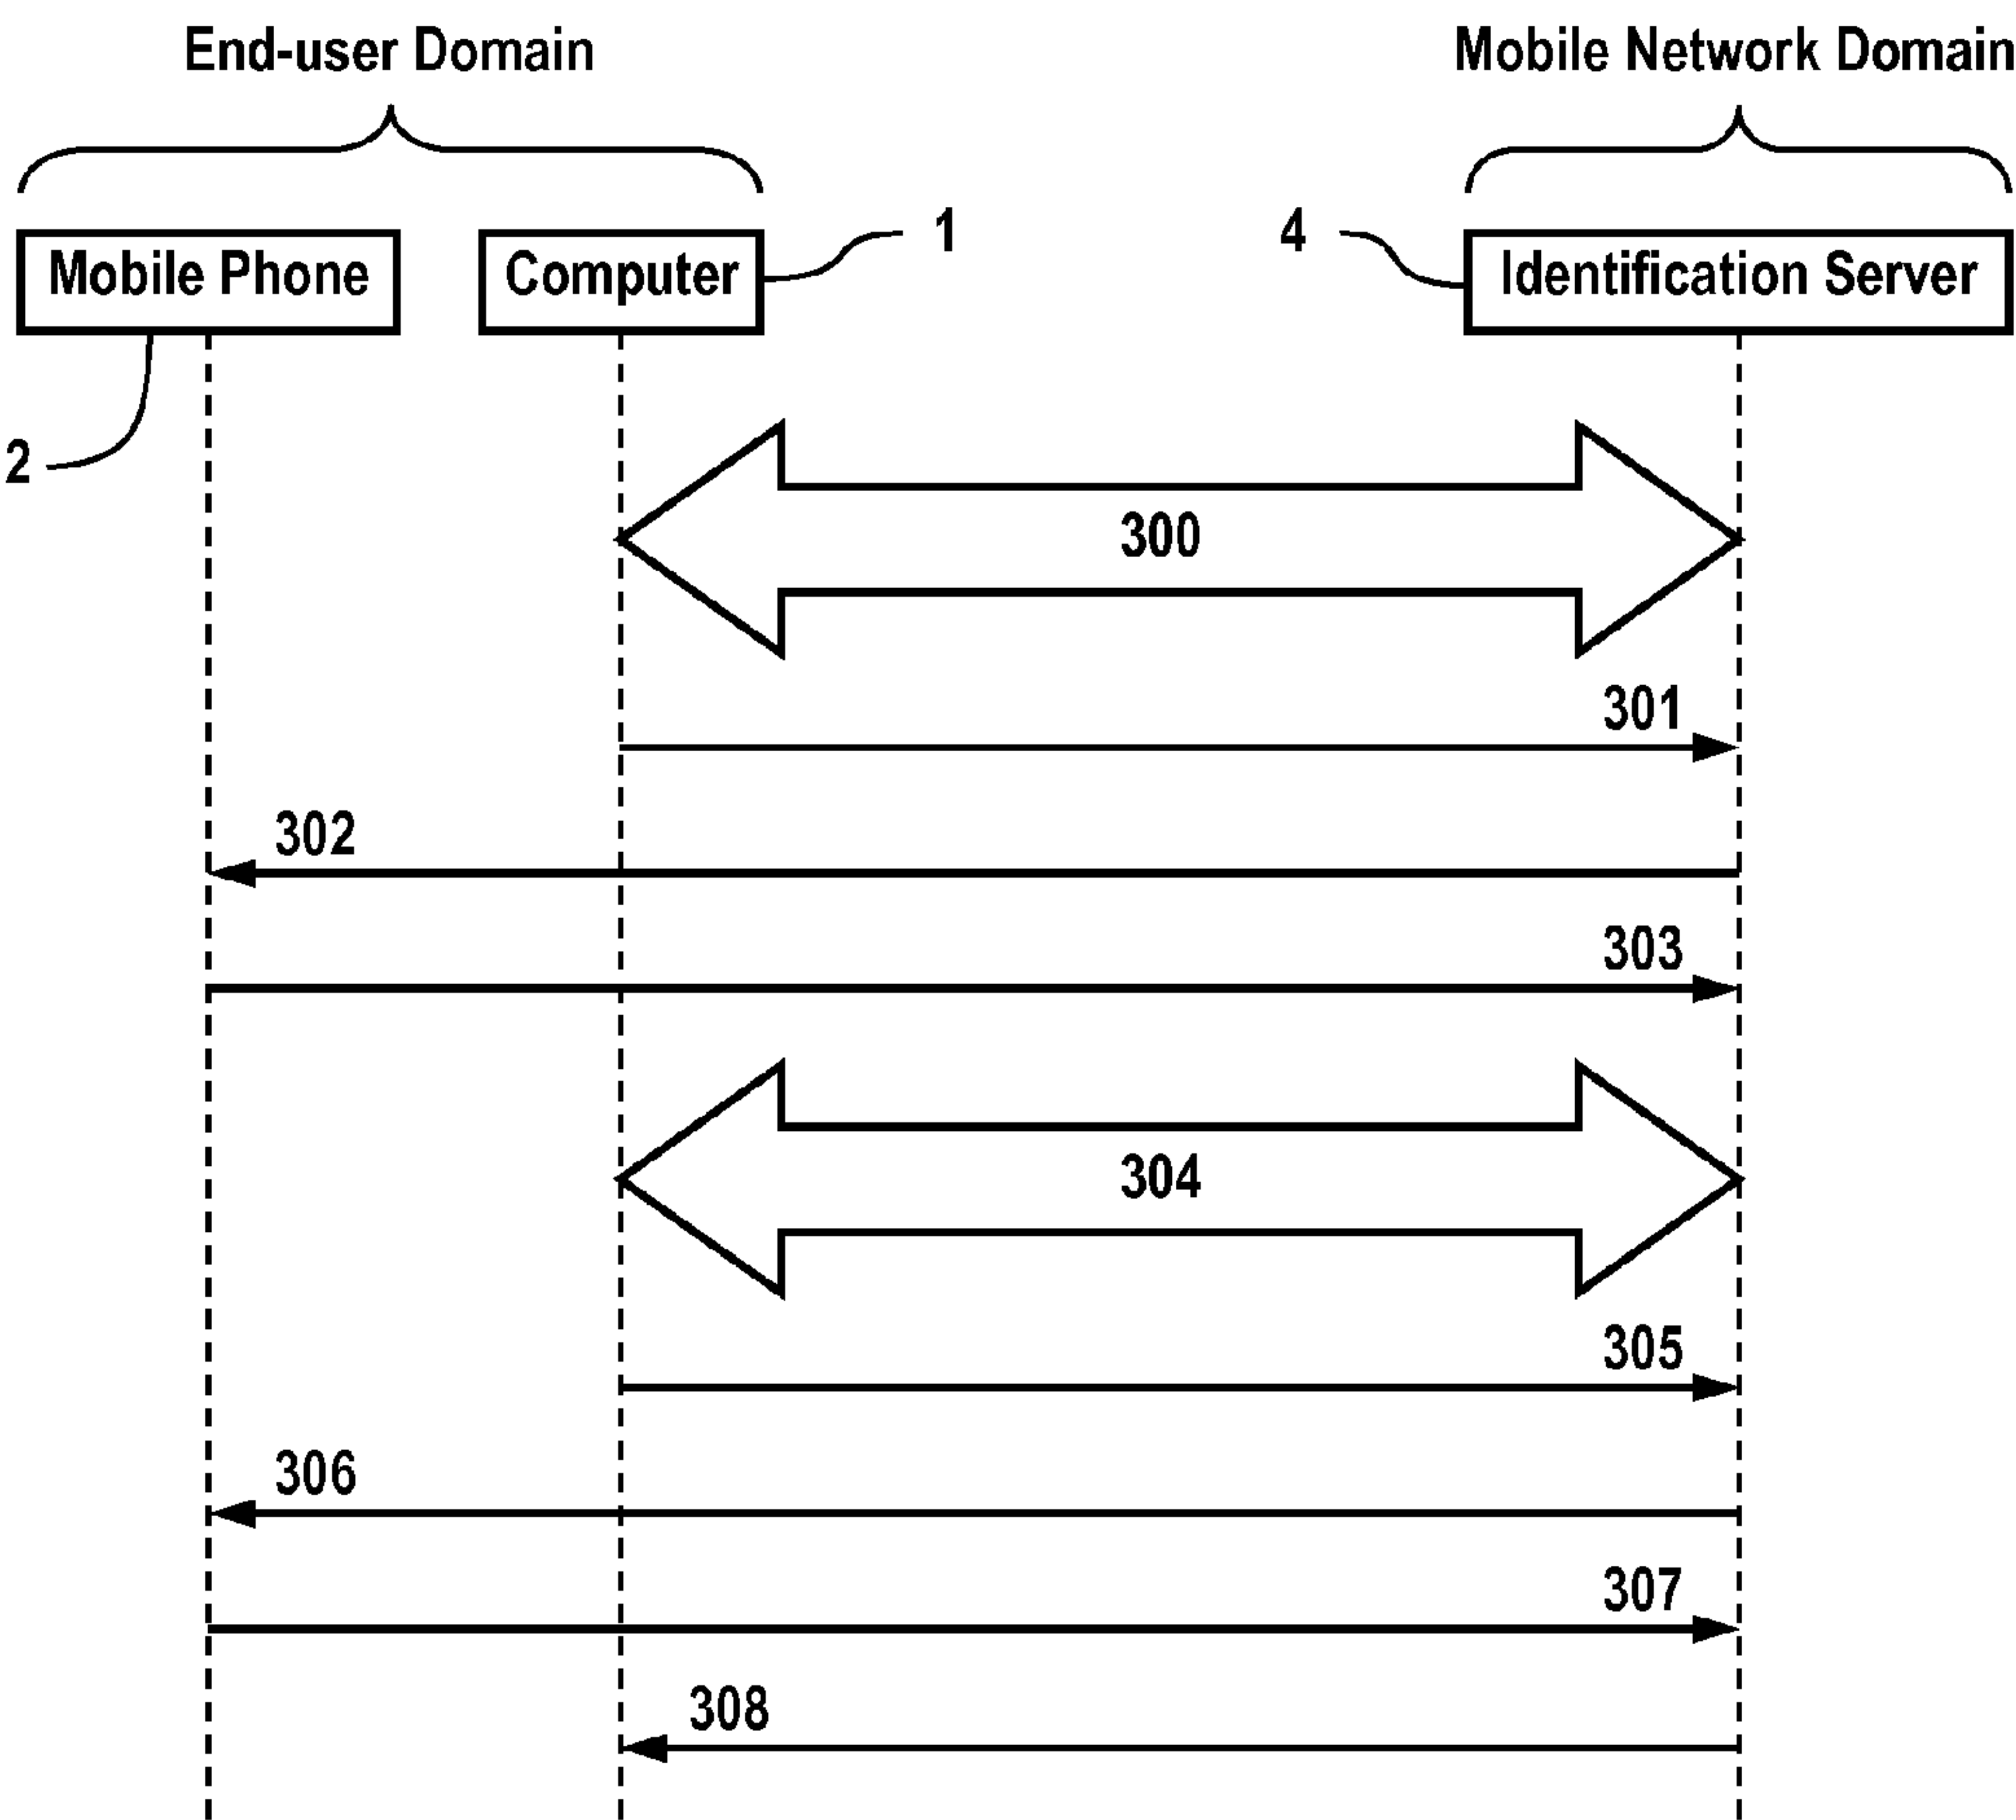 End-user Domain
Mobile Network Domain
1
4
Mobile Phone
Computer
Identification Server
2
300
301
302
303
304
305
306
307
308